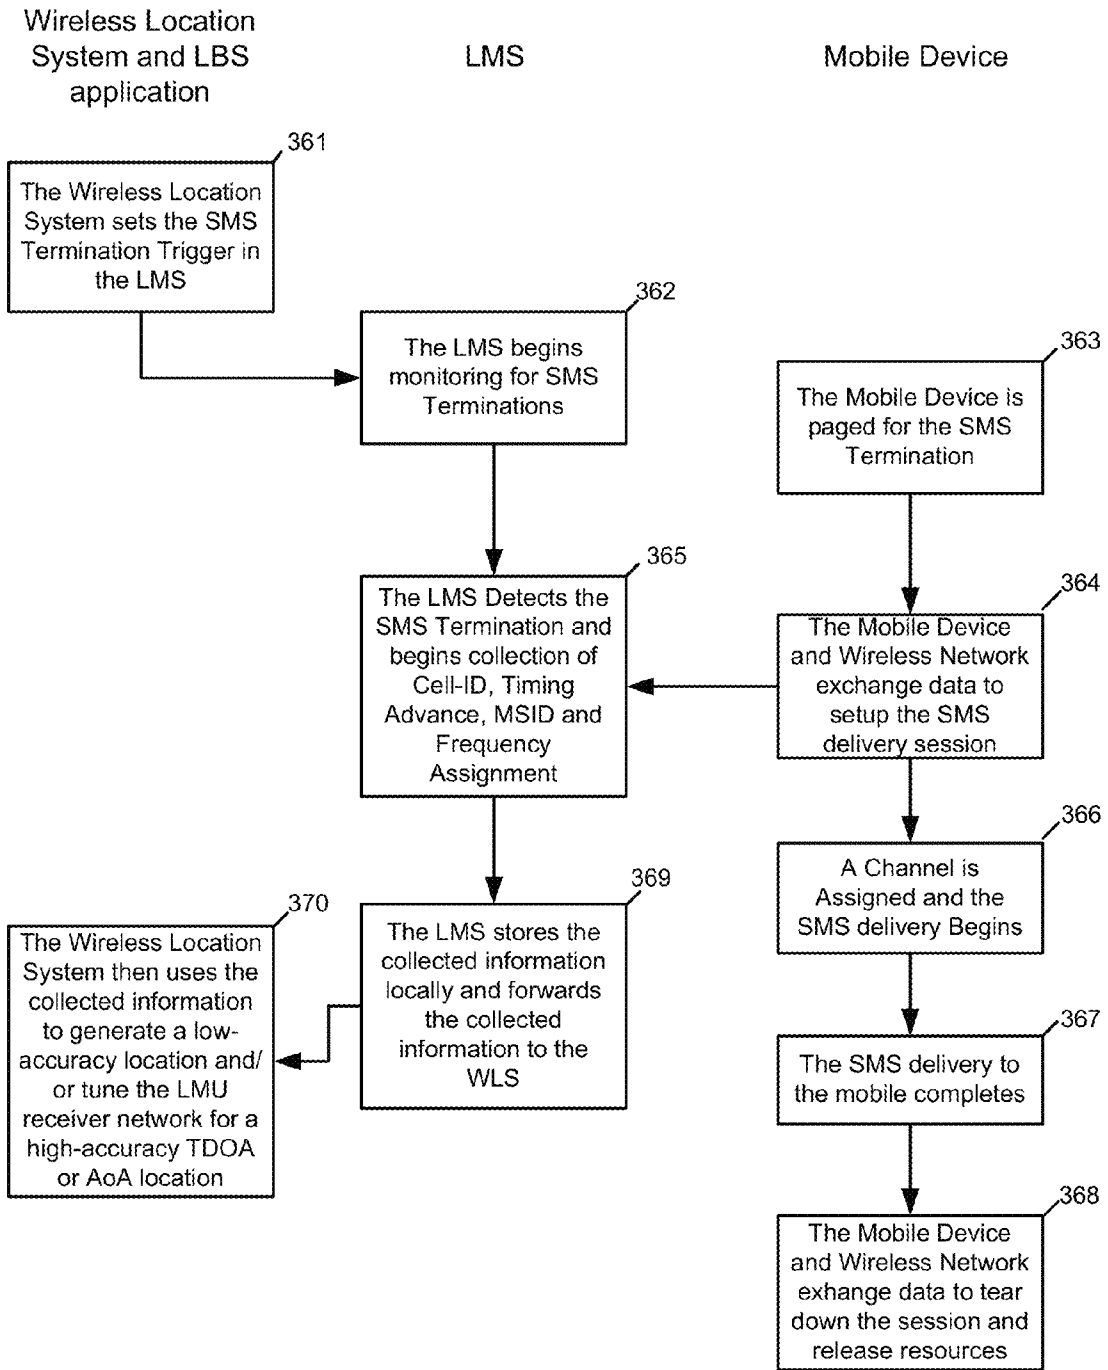 Wireless Location
System and LBS
application
LMS
Mobile Device
361
The Wireless Location
System sets the SMS
Termination Trigger in
the LMS
362
The LMS begins
monitoring for SMS
Terminations
363
The Mobile Device is
paged for the SMS
Termination
364
The Mobile Device
and Wireless Network
exchange data to
setup the SMS
delivery session
365
The LMS Detects the
SMS Termination and
begins collection of
Cell-ID, Timing
Advance, MSID and
Frequency
Assignment
366
A Channel is
Assigned and the
SMS delivery Begins
367
The SMS delivery to
the mobile completes
368
The Mobile Device
and Wireless Network
exhange data to tear
down the session and
release resources
369
The LMS stores the
collected information
locally and forwards
the collected
information to the
WLS
370
The Wireless Location
System then uses the
collected information
to generate a low-
accuracy location and/
or tune the LMU
receiver network for a
high-accuracy TDOA
or AoA location